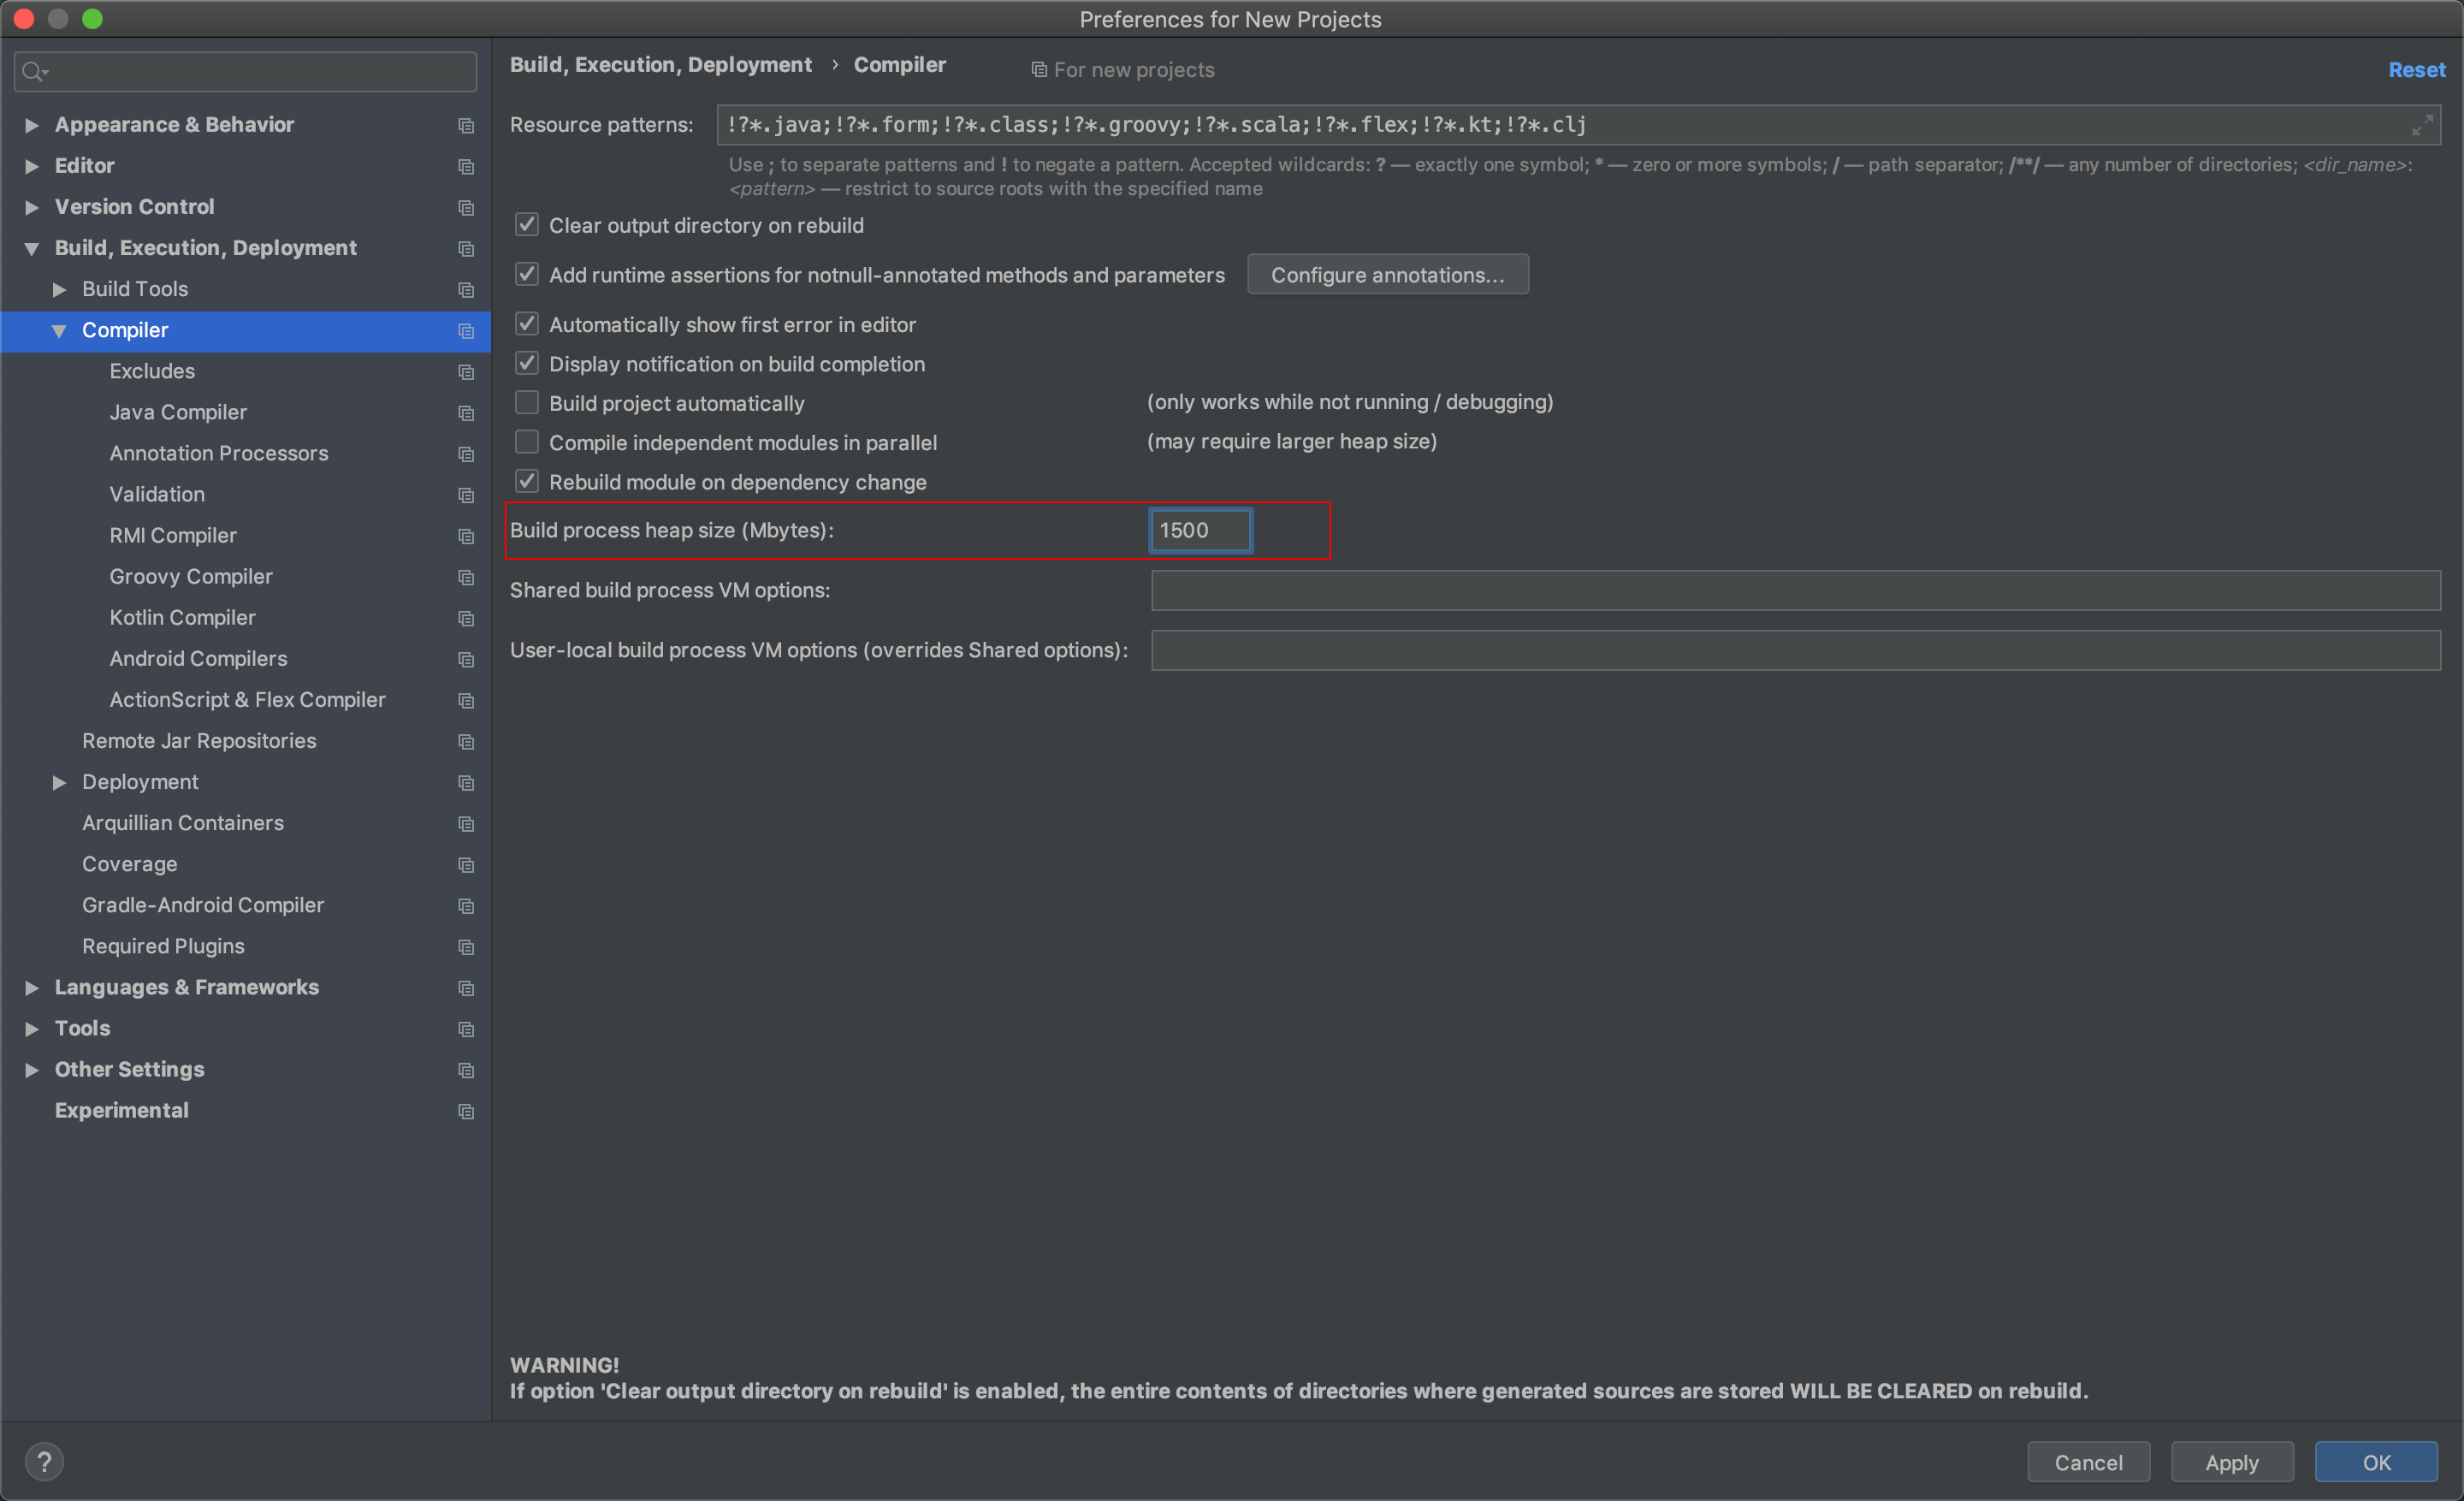 Preferences for New Projects
Appearance & Behavior
Editor
Version Control
Build, Execution, Deployment
Build Tools
Compiler
Excludes
Java Compiler
Annotation Processors
Validation
RMI Compiler
Groovy Compiler
Kotlin Compiler
Android Compilers
ActionScript & Flex Compiler
Remote Jar Repositories
Deployment
Arquillian Containers
Coverage
Gradle-Android Compiler
Required Plugins
Languages & Frameworks
Tools
Other Settings
Experimental
Build, Execution, Deployment › Compiler For new projects Reset
Resource patterns: !?*.java;!?*.form;!?*.class;!?*.groovy;!?*.scala;!?*.flex;!?*.kt;!?*.clj
Use ; to separate patterns and ! to negate a pattern. Accepted wildcards: ? — exactly one symbol; * — zero or more symbols; / — path separator; /**/ — any number of directories; <dir_name>:
<pattern> — restrict to source roots with the specified name
Clear output directory on rebuild
Add runtime assertions for notnull-annotated methods and parameters Configure annotations...
Automatically show first error in editor
Display notification on build completion
Build project automatically (only works while not running / debugging)
Compile independent modules in parallel (may require larger heap size)
Rebuild module on dependency change
Build process heap size (Mbytes): 1500
Shared build process VM options:
User-local build process VM options (overrides Shared options):
WARNING!
If option 'Clear output directory on rebuild' is enabled, the entire contents of directories where generated sources are stored WILL BE CLEARED on rebuild.
? Cancel Apply OK